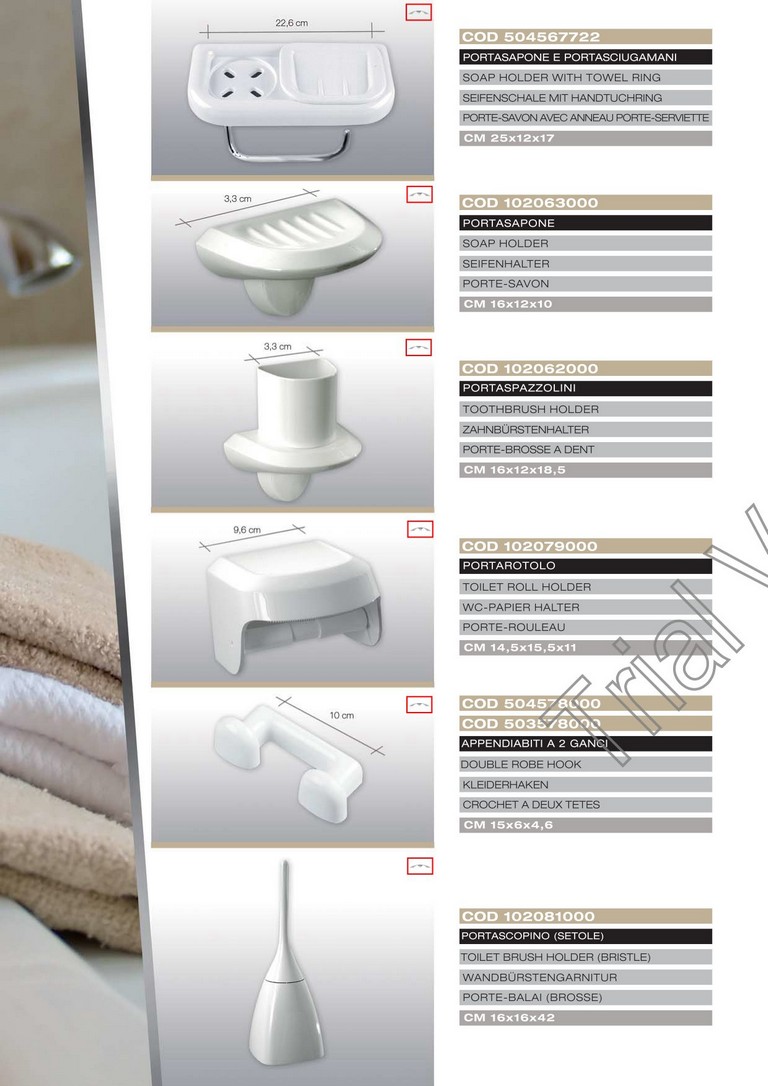 22,6 cm
COD 504567722
PORTASAPONE E PORTASCIUGAMANI
SOAP HOLDER WITH TOWEL RING
SEIFENSCHALE MIT HANDTUCHRING
PORTE-SAVON AVEC ANNEAU PORTE-SERVIETTE
CM 25x12x17
3,3 cm
COD 102063000
PORTASAPONE
SOAP HOLDER
SEIFENHALTER
PORTE-SAVON
CM 16x12x10
3,3 cm
COD 102062000
PORTASPAZZOLINI
TOOTHBRUSH HOLDER
ZAHNBÜRSTENHALTER
PORTE-BROSSE A DENT
CM 16x12x18,5
9,6 cm
COD 102079000
PORTAROTOLO
TOILET ROLL HOLDER
WC-PAPIER HALTER
PORTE-ROULEAU
CM 14,5x15,5x11
10 cm
COD 504578000
COD 503578000
APPENDIABITI A 2 GANCI
DOUBLE ROBE HOOK
KLEIDERHAKEN
CROCHET A DEUX TETES
CM 15x6x4,6
COD 102081000
PORTASCOPINO (SETOLE)
TOILET BRUSH HOLDER (BRISTLE)
WANDBÜRSTENGARNITUR
PORTE-BALAI (BROSSE)
CM 16x16x42
Trial V